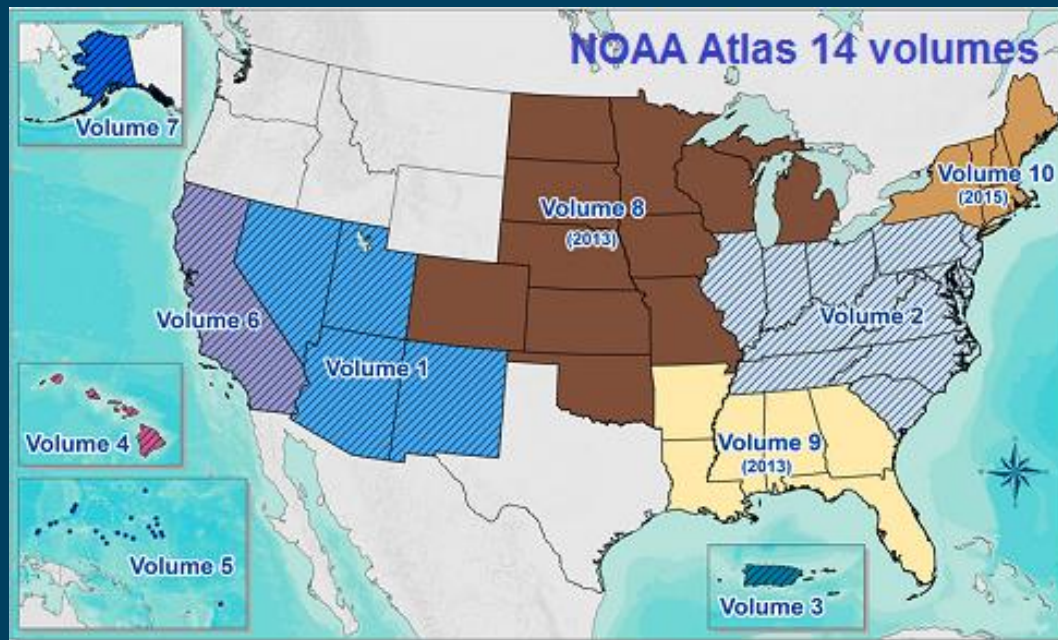 NOAA Atlas 14 volumes
Volume 7
Volume 10
(2015)
Volume 8
(2013)
Volume 6
Volume 2
Volume 1
Volume 4
Volume 9
(2013)
Volume 5
Volume 3